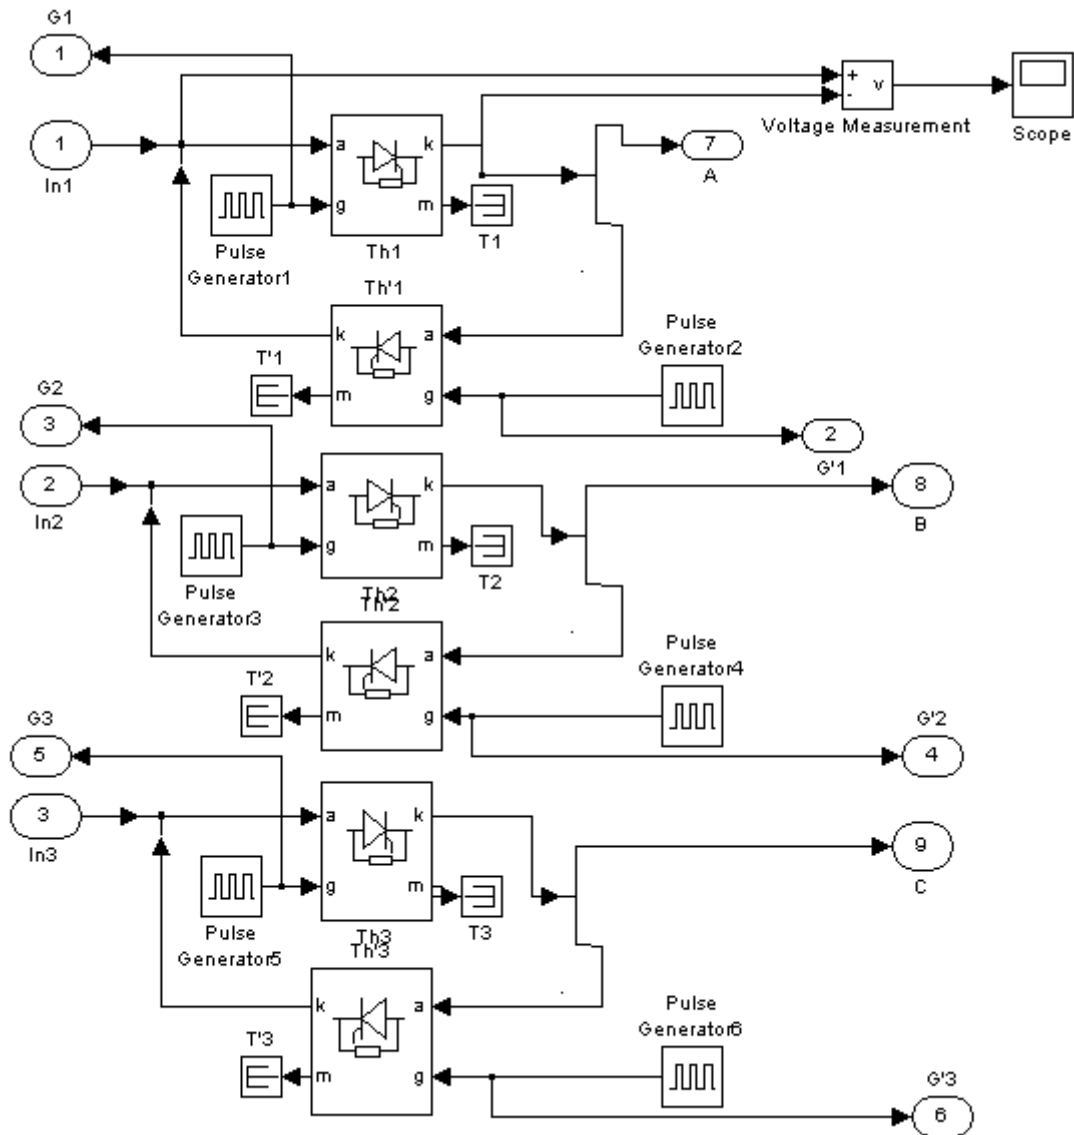 G1
1
+
-
v
Voltage Measurement
Scope
1
In1
a
k
7
A
g
m
T1
Pulse
Generator1
Th1
Th'1
k
a
Pulse
Generator2
T'1
m
g
G2
3
2
G'1
2
In2
a
k
8
B
g
m
T2
Pulse
Generator3
Th2
Th'2
k
a
Pulse
Generator4
T'2
m
g
G3
5
G'2
4
3
In3
a
k
9
C
g
m
T3
Pulse
Generator5
Th3
Th'3
k
a
Pulse
Generator6
T'3
m
g
G'3
6